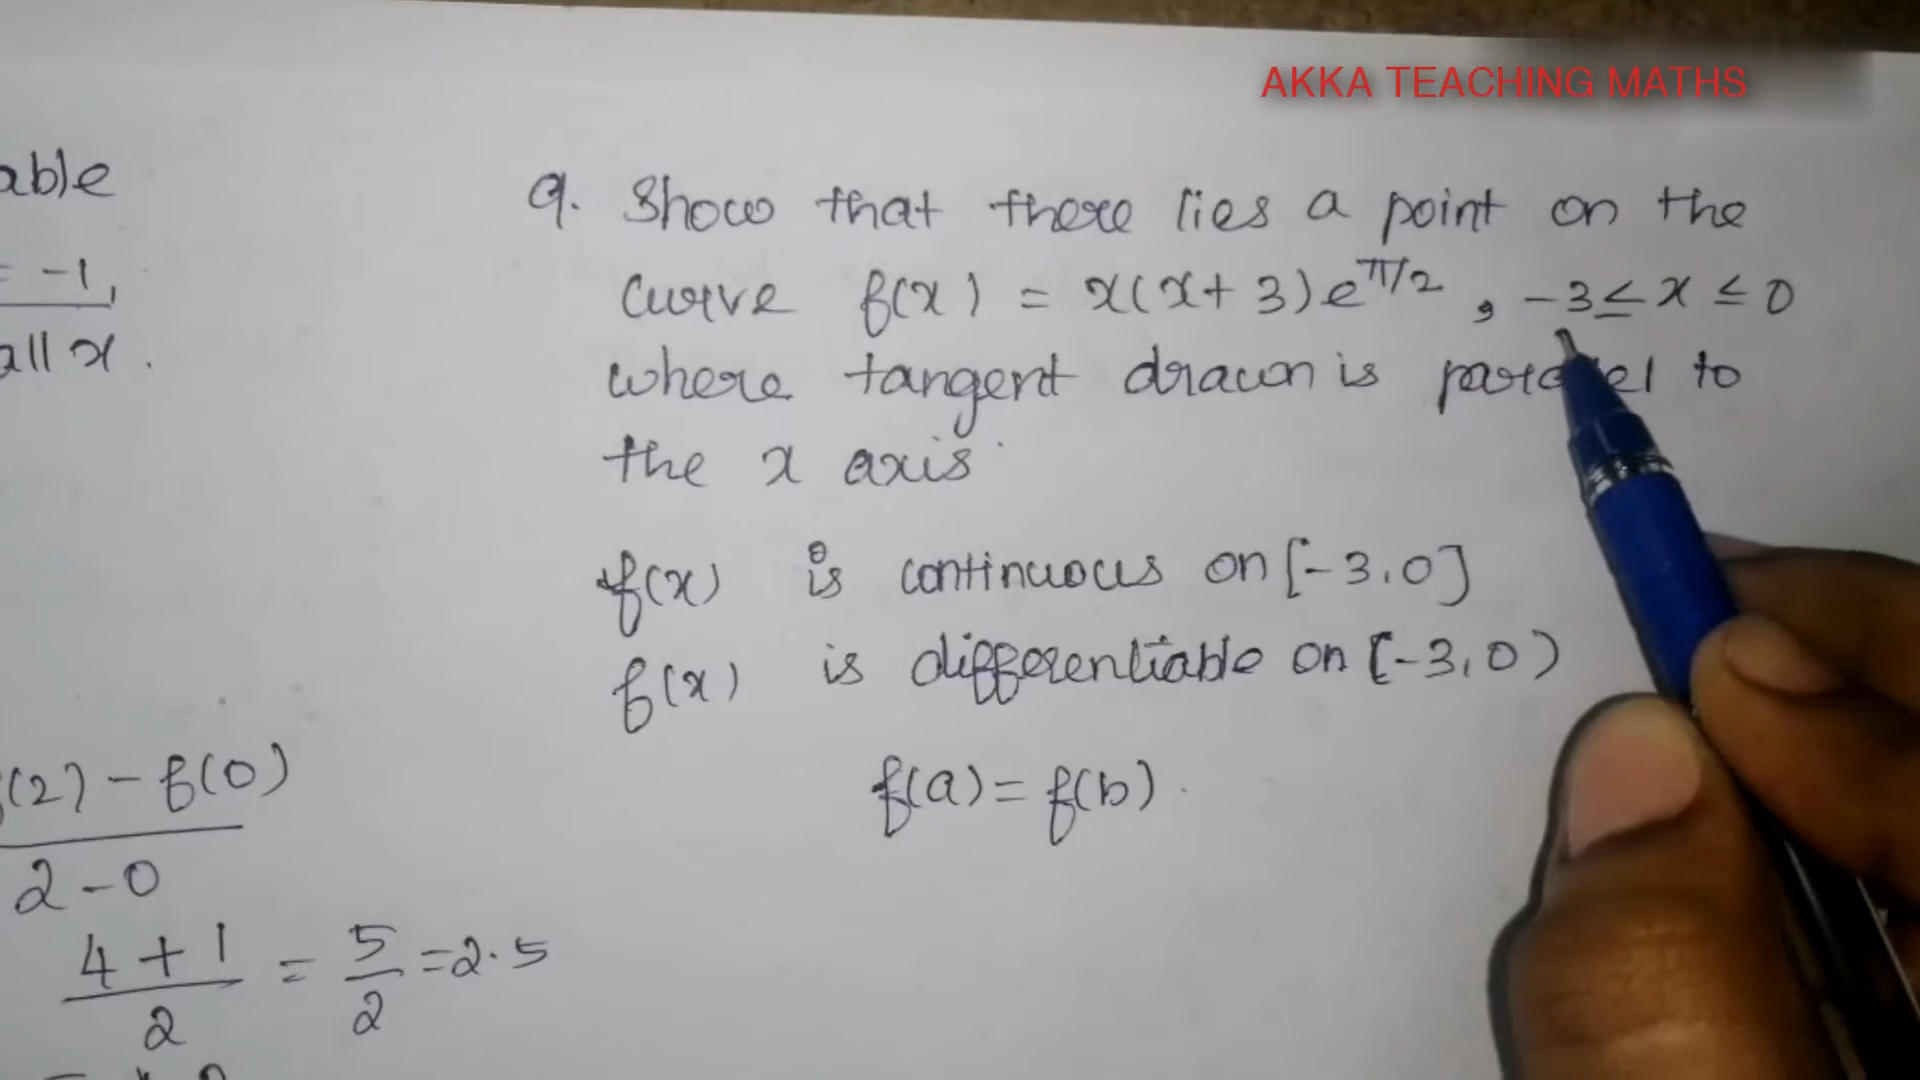 AKKA TEACHING MATHS
able
= -1,
all x.
9. Show that there lies a point on the
curve f(x) = x(x+3)e^π/2, -3 ≤ x ≤ 0
where tangent drawn is parallel to
the x axis
f(x) is continuous on [-3,0]
f(x) is differentiable on [-3,0)
f(a) = f(b).
(2) - f(0)
2-0
4+1
2
= 5
2
= 2.5